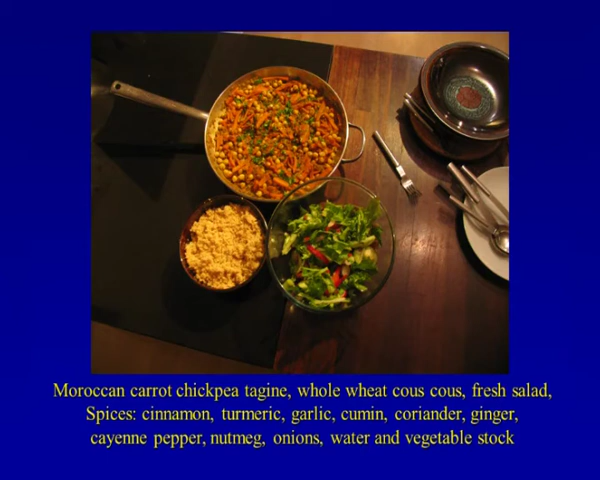 Moroccan carrot chickpea tagine, whole wheat cous cous, fresh salad,
Spices: cinnamon, turmeric, garlic, cumin, coriander, ginger,
cayenne pepper, nutmeg, onions, water and vegetable stock